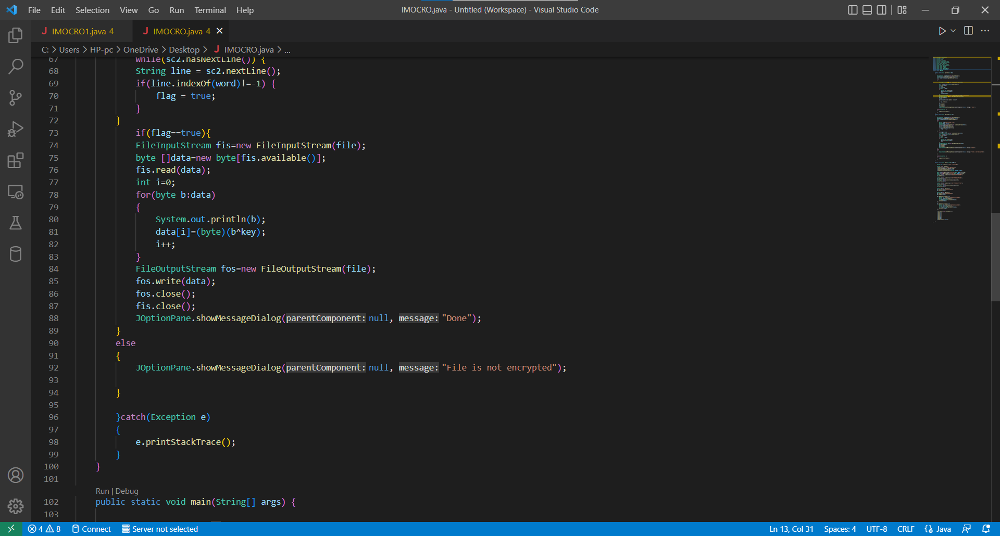 File Edit Selection View Go Run Terminal Help
IMOCRO.java - Untitled (Workspace) - Visual Studio Code
J IMOCRO1.java 4 J IMOCRO.java 4
C: > Users > HP-pc > OneDrive > Desktop > J IMOCRO.java > ...
67 while(sc2.hasNextLine()) {
68 String line = sc2.nextLine();
69 if(line.indexOf(word)!=-1) {
70 flag = true;
71 }
72 }
73 if(flag==true){
74 FileInputStream fis=new FileInputStream(file);
75 byte []data=new byte[fis.available()];
76 fis.read(data);
77 int i=0;
78 for(byte b:data)
79 {
80 System.out.println(b);
81 data[i]=(byte)(b^key);
82 i++;
83 }
84 FileOutputStream fos=new FileOutputStream(file);
85 fos.write(data);
86 fos.close();
87 fis.close();
88 JOptionPane.showMessageDialog(parentComponent: null, message: "Done");
89 }
90 else
91 {
92 JOptionPane.showMessageDialog(parentComponent: null, message: "File is not encrypted");
93
94 }
95
96 }catch(Exception e)
97 {
98 e.printStackTrace();
99 }
100 }
101
Run | Debug
102 public static void main(String[] args) {
103
4 8 Connect Server not selected Ln 13, Col 31 Spaces: 4 UTF-8 CRLF Java